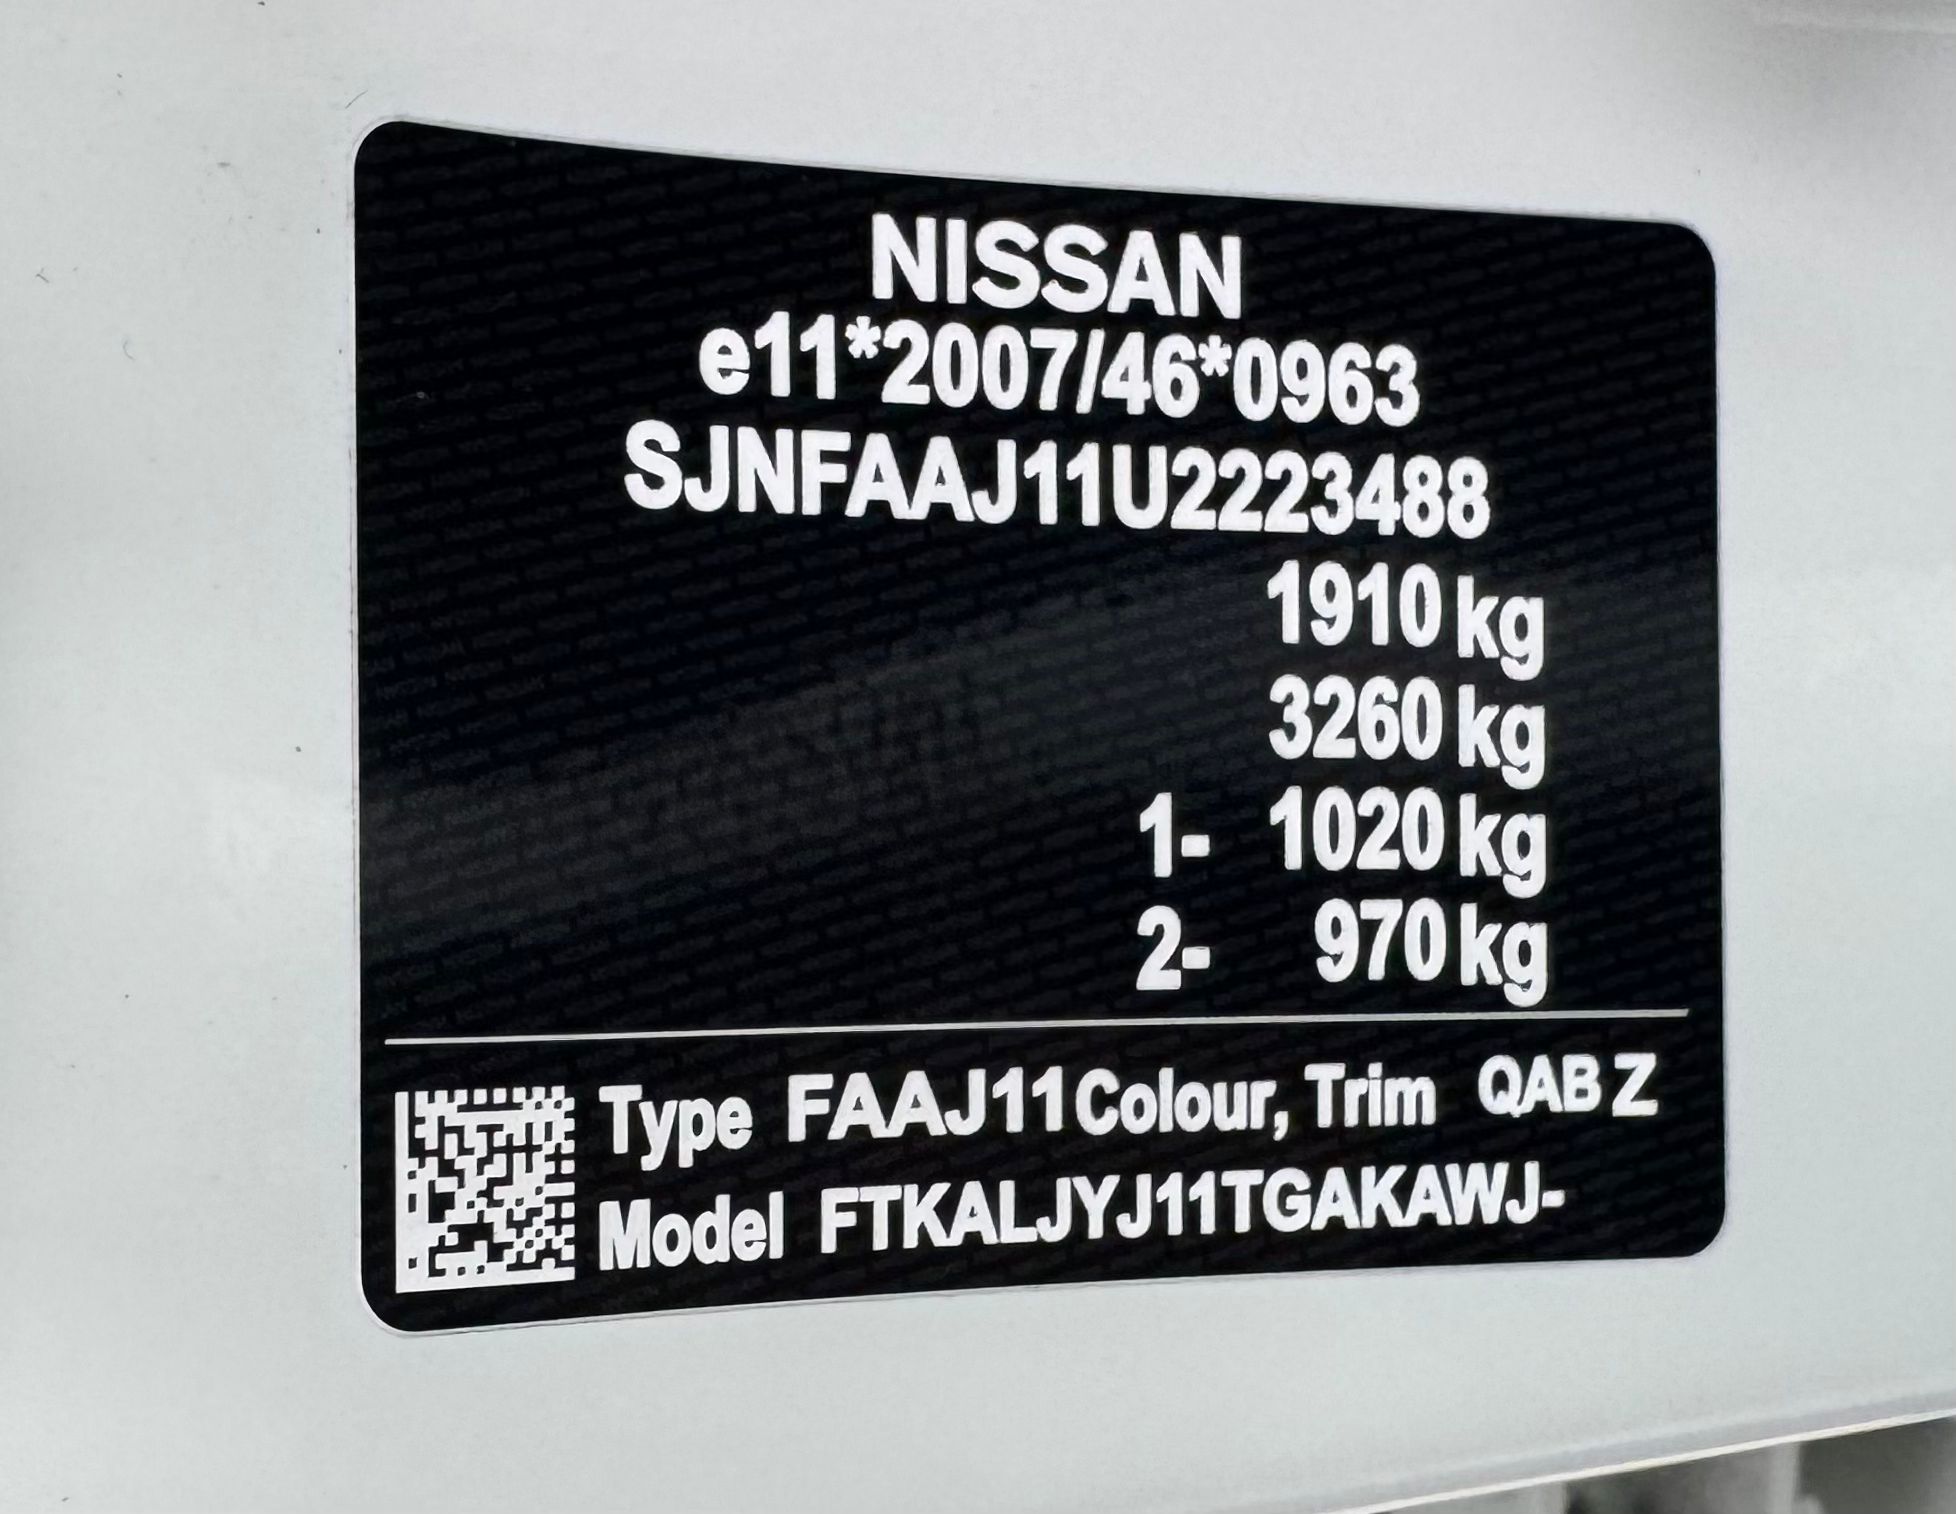 NISSAN
e11*2007/46*0963
SJNFAAJ11U2223488
1910 kg
3260 kg
1- 1020 kg
2- 970 kg
Type FAAJ11 Colour, Trim QAB Z
Model FTKALJYJ11TGAKAWJ-